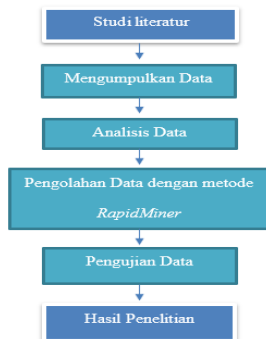 Studi literatur
Mengumpulkan Data
Analisis Data
Pengolahan Data dengan metode
RapidMiner
Pengujian Data
Hasil Penelitian